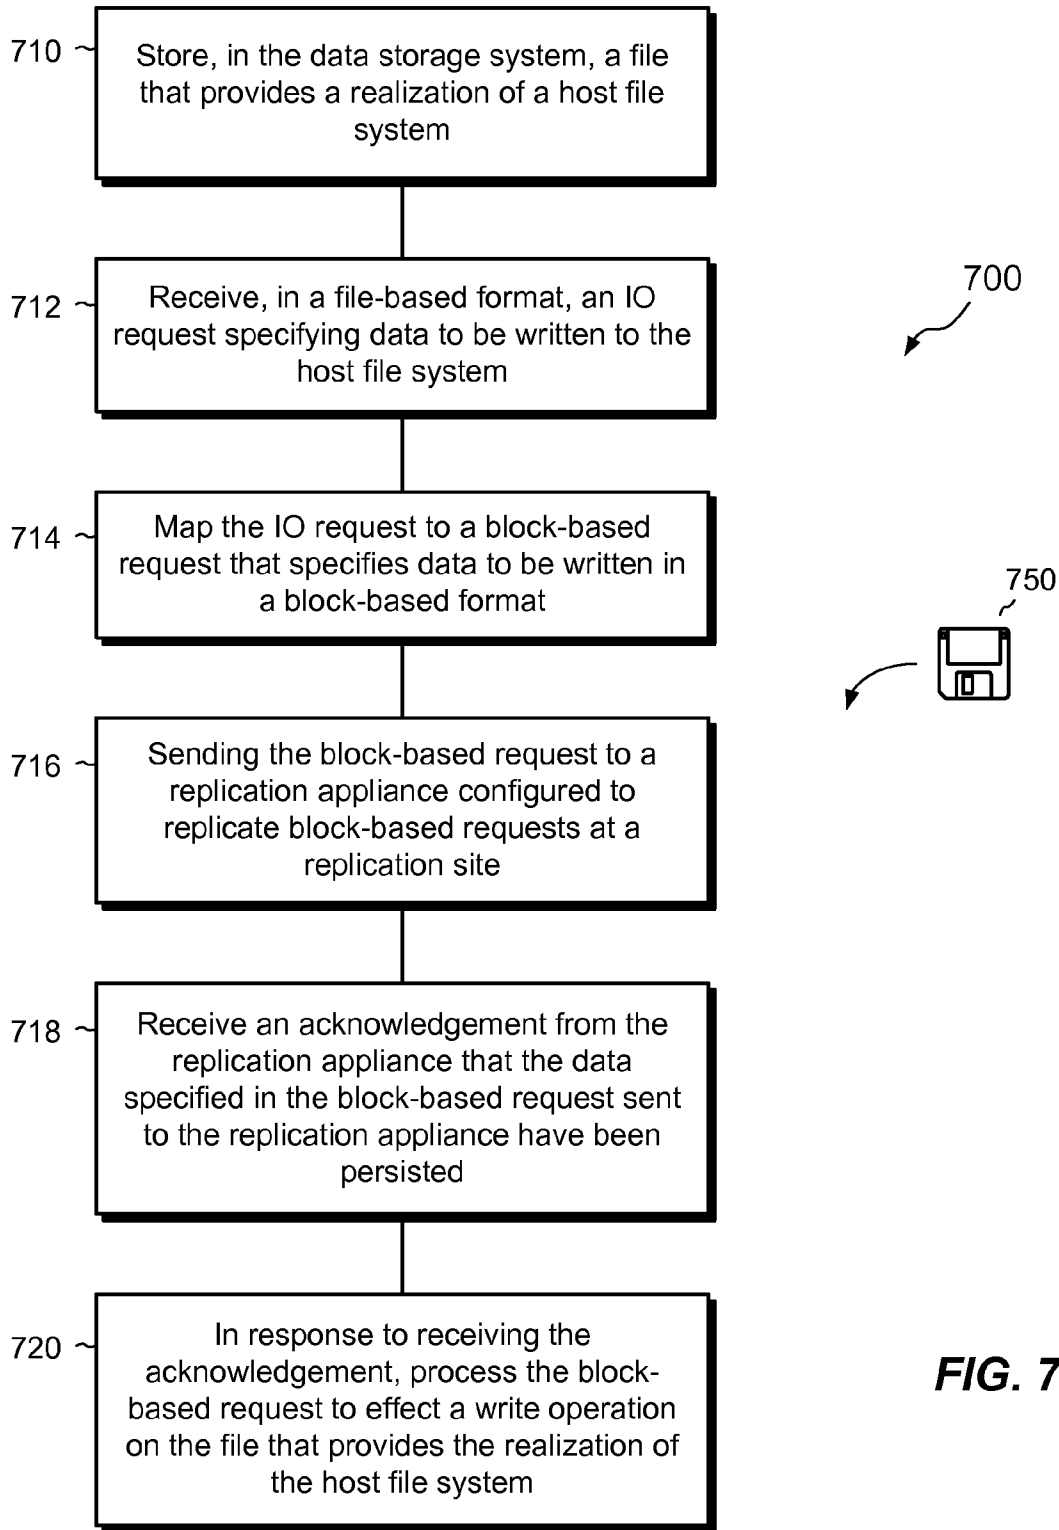 710
Store, in the data storage system, a file
that provides a realization of a host file
system
712
Receive, in a file-based format, an IO
request specifying data to be written to the
host file system
700
714
Map the IO request to a block-based
request that specifies data to be written in
a block-based format
750
716
Sending the block-based request to a
replication appliance configured to
replicate block-based requests at a
replication site
718
Receive an acknowledgement from the
replication appliance that the data
specified in the block-based request sent
to the replication appliance have been
persisted
720
In response to receiving the
acknowledgement, process the block-
based request to effect a write operation
on the file that provides the realization of
the host file system
FIG. 7